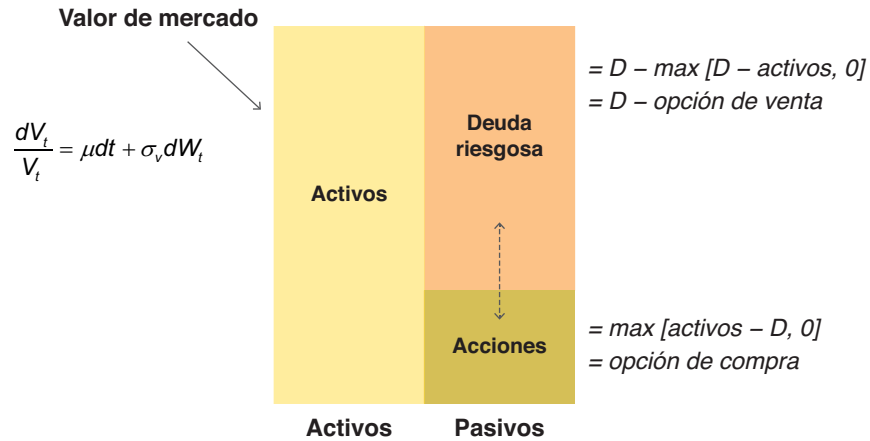 Valor de mercado
dV_t / V_t = μdt + σ_v dW_t
Activos
Deuda
riesgosa
= D – max [D – activos, 0]
= D – opción de venta
Acciones
= max [activos – D, 0]
= opción de compra
Activos
Pasivos